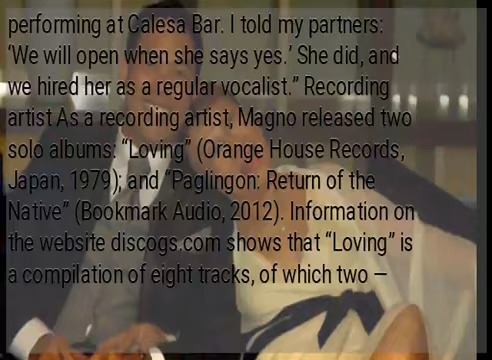 performing at Calesa Bar. I told my partners:
‘We will open when she says yes.’ She did, and
we hired her as a regular vocalist.” Recording
artist As a recording artist, Magno released two
solo albums: “Loving” (Orange House Records,
Japan, 1979); and “Paglingon: Return of the
Native” (Bookmark Audio, 2012). Information on
the website discogs.com shows that “Loving” is
a compilation of eight tracks, of which two —